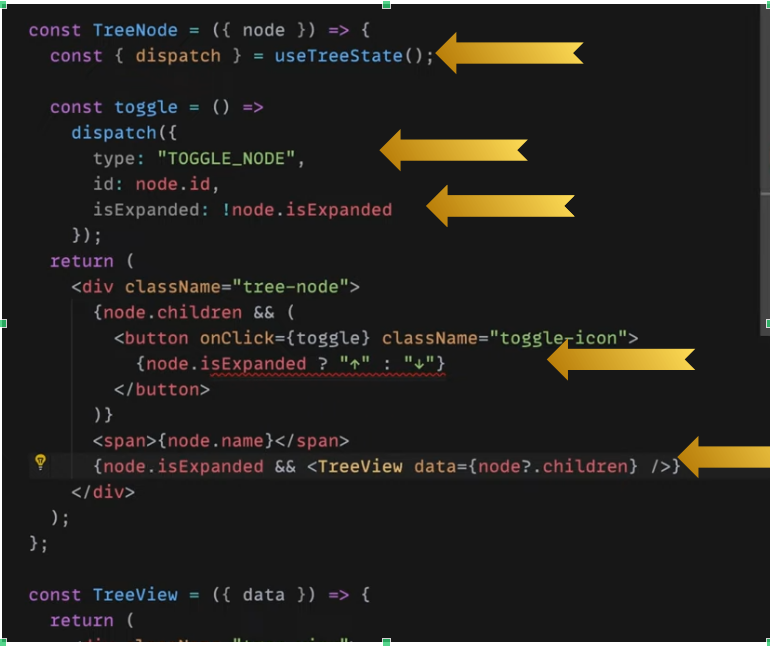 const TreeNode = ({ node }) => {
const { dispatch } = useTreeState();
const toggle = () =>
dispatch({
type: "TOGGLE_NODE",
id: node.id,
isExpanded: !node.isExpanded
});
return (
<div className="tree-node">
{node.children && (
<button onClick={toggle} className="toggle-icon">
{node.isExpanded ? "↑" : "↓"}
</button>
)}
<span>{node.name}</span>
{node.isExpanded && <TreeView data={node?.children} />}
</div>
);
};
const TreeView = ({ data }) => {
return (